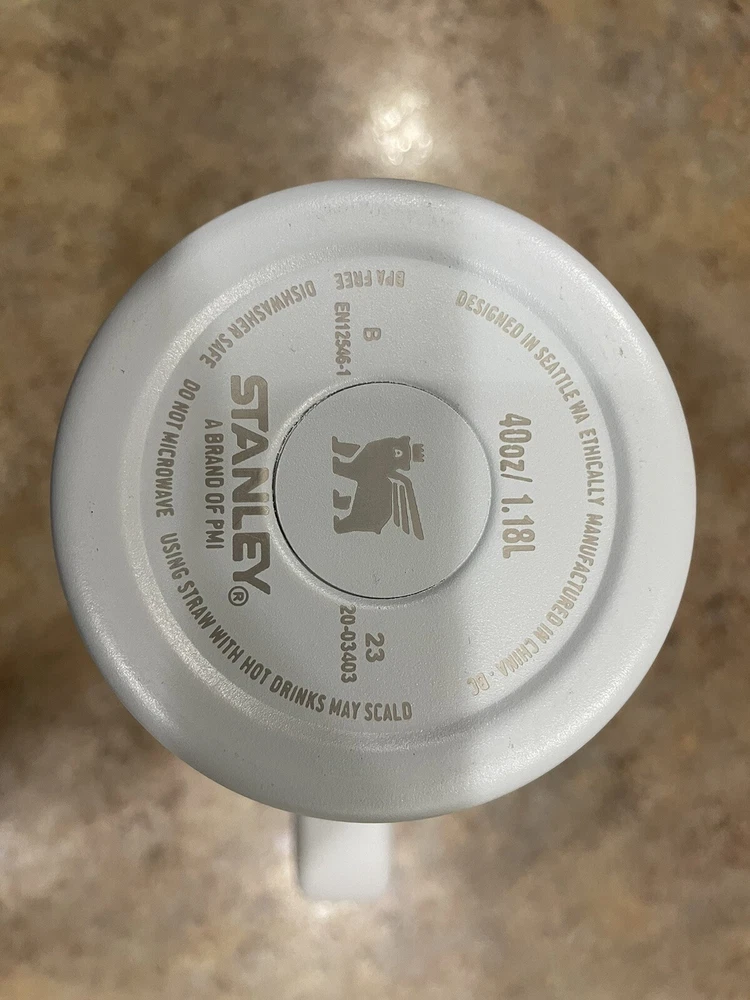 STANLEY®
A BRAND OF PMI
40oz/ 1.18L
B
EN12546-1
23
20-03403
BPA FREE
DISHWASHER SAFE
DO NOT MICROWAVE
USING STRAW WITH HOT DRINKS MAY SCALD
DESIGNED IN SEATTLE WA ETHICALLY MANUFACTURED IN CHINA · BC